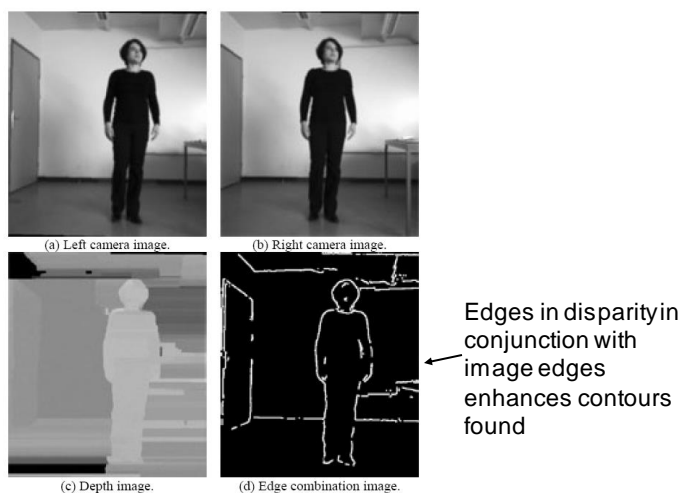 (a) Left camera image.
(b) Right camera image.
Edges in disparity in
conjunction with
image edges
enhances contours
found
(c) Depth image.
(d) Edge combination image.